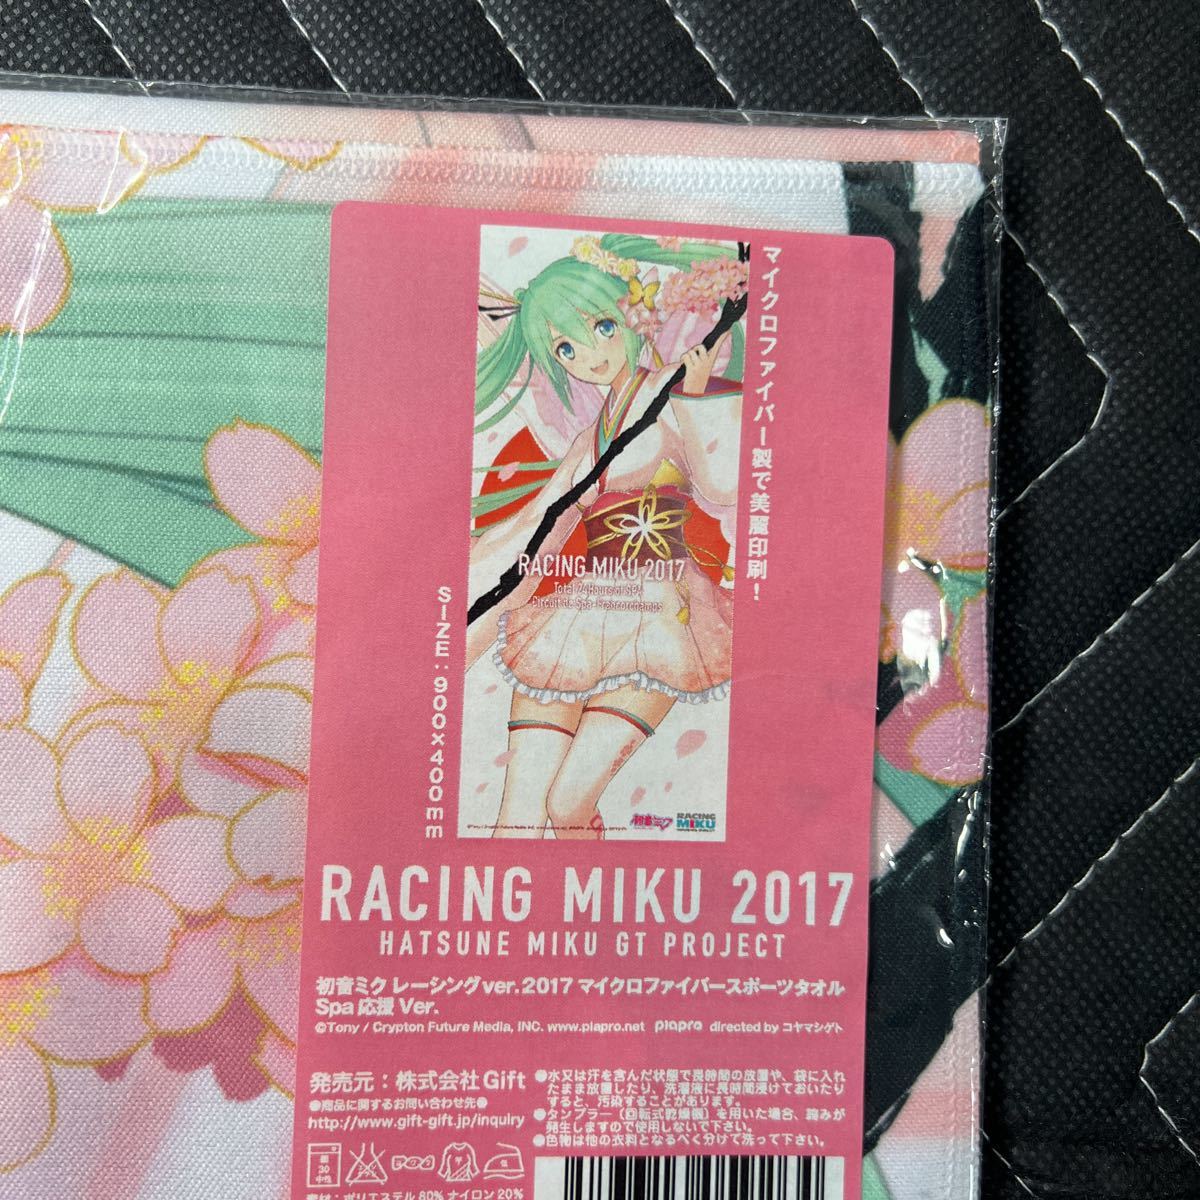 マイクロファイバー製で美麗印刷!
SIZE:900×400mm
RACING MIKU 2017
Total 24Hours of SPA
Circuit de Spa-Francorchamps
初音ミク
RACING
MIKU
RACING MIKU 2017
HATSUNE MIKU GT PROJECT
初音ミク レーシングver.2017 マイクロファイバースポーツタオル
Spa 応援 Ver.
©Tony / Crypton Future Media, INC. www.piapro.net piapro directed by コヤマシゲト
発売元:株式会社Gift
●商品に関するお問い合わせ先●
http://www.gift-gift.jp/inquiry
●水又は汗を含んだ状態で長時間の放置や、袋に入れ
たまま放置したり、洗濯液に長時間浸けておいたり
すると、汚染することがあります。
●タンブラー(回転式乾燥機)を用いた場合、縮みが
発生しますので使用しないで下さい。
●色物は他の衣料となるべく分けて洗って下さい。
30
中性
素材:ポリエステル80% ナイロン20%